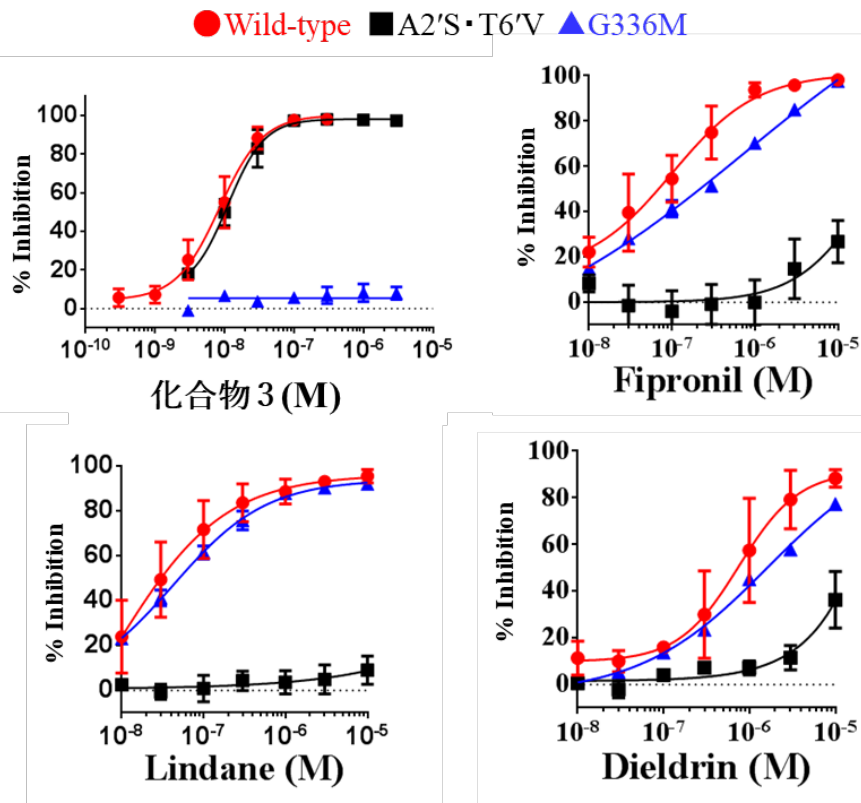 Wild-type A2′S・T6′V G336M
% Inhibition
100
80
60
40
20
0
10-10 10-9 10-8 10-7 10-6 10-5
化合物3(M)
% Inhibition
100
80
60
40
20
0
10-8 10-7 10-6 10-5
Fipronil (M)
% Inhibition
100
80
60
40
20
0
10-8 10-7 10-6 10-5
Lindane (M)
% Inhibition
100
80
60
40
20
0
10-8 10-7 10-6 10-5
Dieldrin (M)